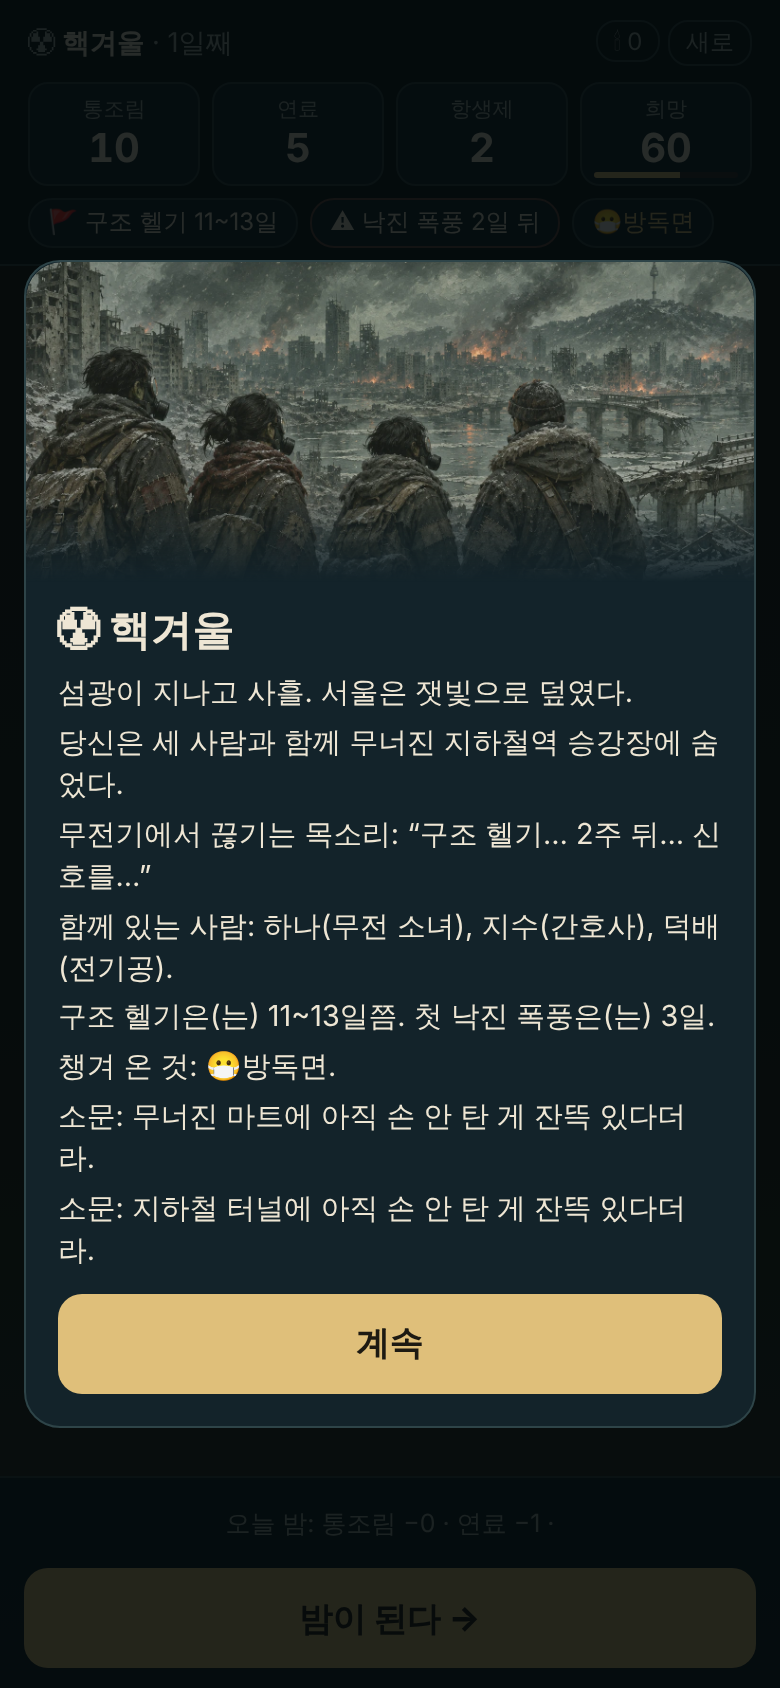 ☢ 핵겨울 · 1일째
0
새로
통조림
10
연료
5
항생제
2
희망
60
🚩 구조 헬기 11~13일
⚠ 낙진 폭풍 2일 뒤
😷방독면
☢ 핵겨울
섬광이 지나고 사흘. 서울은 잿빛으로 덮였다.
당신은 세 사람과 함께 무너진 지하철역 승강장에 숨
었다.
무전기에서 끊기는 목소리: “구조 헬기… 2주 뒤… 신
호를…”
함께 있는 사람: 하나(무전 소녀), 지수(간호사), 덕배
(전기공).
구조 헬기은(는) 11~13일쯤. 첫 낙진 폭풍은(는) 3일.
챙겨 온 것: 😷방독면.
소문: 무너진 마트에 아직 손 안 탄 게 잔뜩 있다더
라.
소문: 지하철 터널에 아직 손 안 탄 게 잔뜩 있다더
라.
계속
오늘 밤: 통조림 −0 · 연료 −1 ·
밤이 된다 →